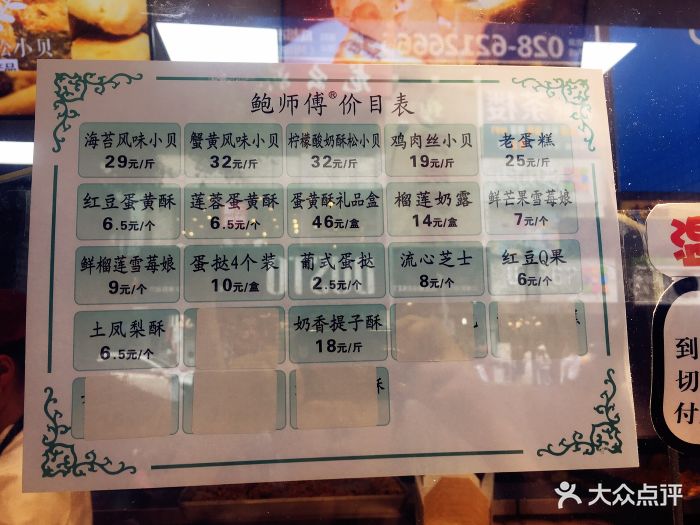 松小贝
028-6212666
鲍师傅®价目表
海苔风味小贝 蟹黄风味小贝 柠檬酸奶酥松小贝 鸡肉丝小贝 老蛋糕
29元/斤 32元/斤 32元/斤 19元/斤 25元/斤
红豆蛋黄酥 莲蓉蛋黄酥 蛋黄酥礼品盒 榴莲奶露 鲜芒果雪莓娘
6.5元/个 6.5元/个 46元/盒 14元/盒 7元/个
鲜榴莲雪莓娘 蛋挞4个装 葡式蛋挞 流心芝士 红豆Q果
9元/个 10元/盒 2.5元/个 8元/个 6元/个
土凤梨酥 奶香提子酥
6.5元/个 18元/斤
酥
到
切
付
大众点评